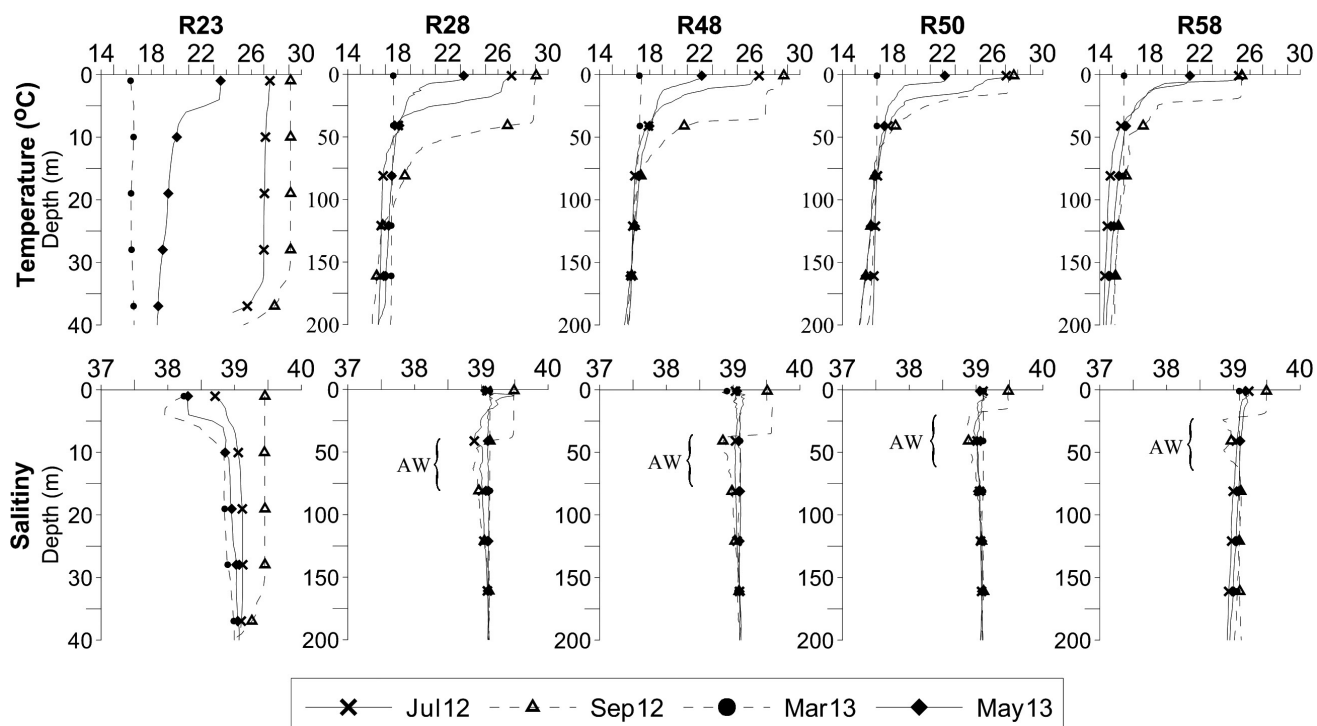 R23 R28 R48 R50 R58
14 18 22 26 30 14 18 22 26 30 14 18 22 26 30 14 18 22 26 30 14 18 22 26 30
0 0 0 0 0
10 50 50 50 50
20 100 100 100 100
30 150 150 150 150
40 200 200 200 200
Temperature (ºC)
Depth (m)
37 38 39 40 37 38 39 40 37 38 39 40 37 38 39 40 37 38 39 40
0 0 0 0 0
10 50 50 50 50
20 100 100 100 100
30 150 150 150 150
40 200 200 200 200
AW AW AW AW
Salitiny
Depth (m)
Jul12 Sep12 Mar13 May13